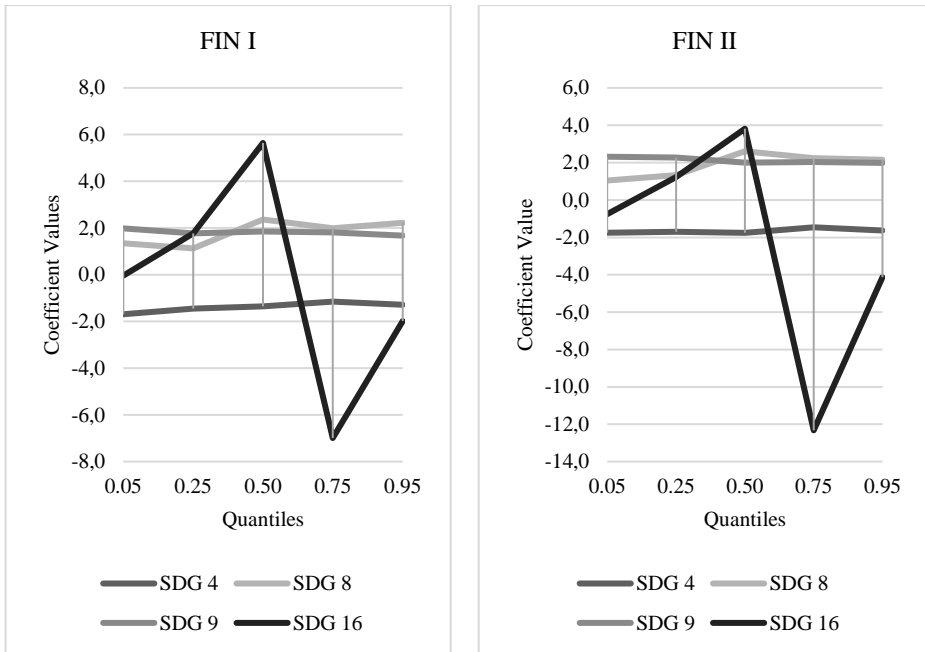 FIN I
Coefficient Values
8,0
6,0
4,0
2,0
0,0
-2,0
-4,0
-6,0
-8,0
0.05 0.25 0.50 0.75 0.95
Quantiles
SDG 4 SDG 8
SDG 9 SDG 16
FIN II
Coefficient Value
6,0
4,0
2,0
0,0
-2,0
-4,0
-6,0
-8,0
-10,0
-12,0
-14,0
0.05 0.25 0.50 0.75 0.95
Quantiles
SDG 4 SDG 8
SDG 9 SDG 16